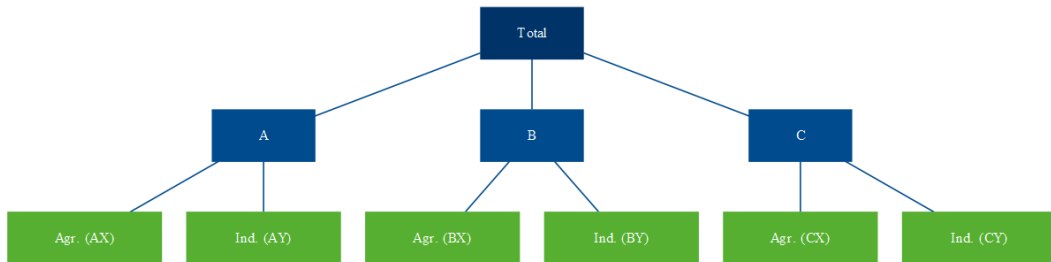 Total
A
B
C
Agr. (AX)
Ind. (AY)
Agr. (BX)
Ind. (BY)
Agr. (CX)
Ind. (CY)